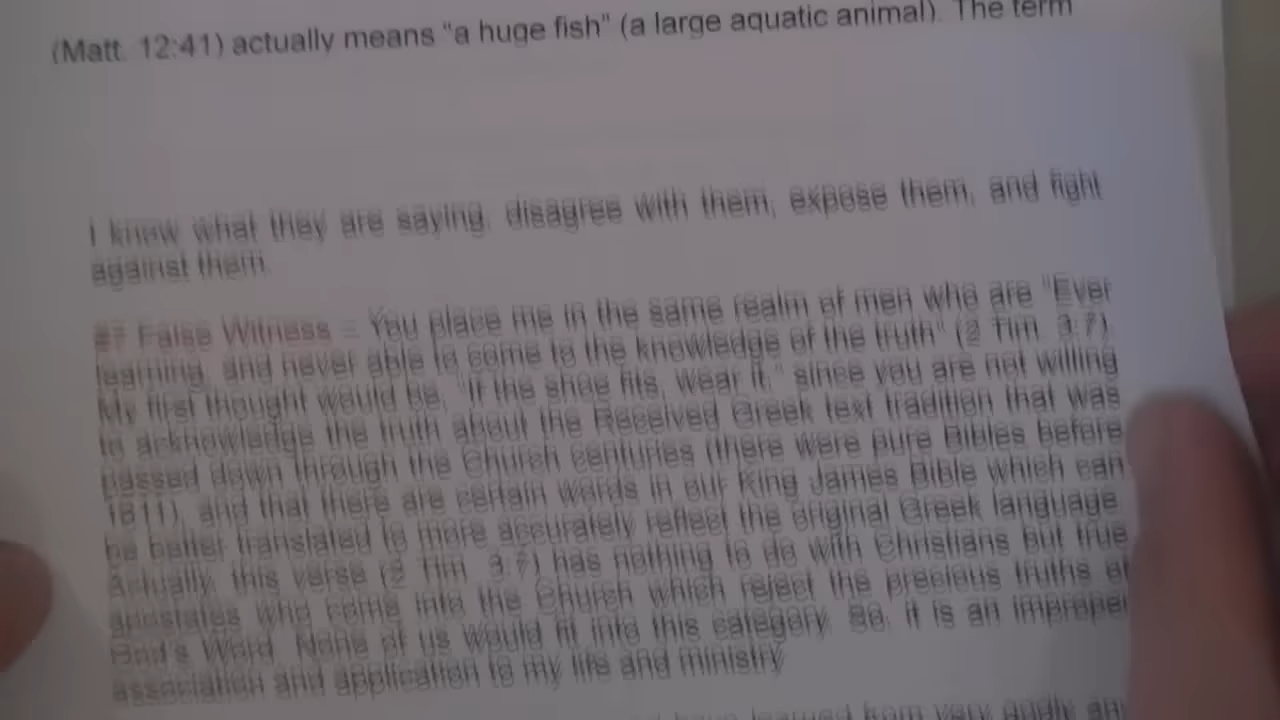 (Matt. 12:41) actually means "a huge fish" (a large aquatic animal). The term
I know what they are saying, disagree with them, expose them, and fight
against them.
#7 False Witness - You place me in the same realm of men who are "Ever
learning, and never able to come to the knowledge of the truth" (2 Tim. 3:7).
My first thought would be, "If the shoe fits, wear it," since you are not willing
to acknowledge the truth about the Received Greek text tradition that was
passed down through the Church centuries (there were pure Bibles before
1611), and that there are certain words in our King James Bible which can
be better translated to more accurately reflect the original Greek language.
Actually, this verse (2 Tim. 3:7) has nothing to do with Christians but true
apostates who come into the Church which reject the precious truths of
God's Word. None of us would fit into this category. So, it is an improper
association and application to my life and ministry.
have learned from very godly